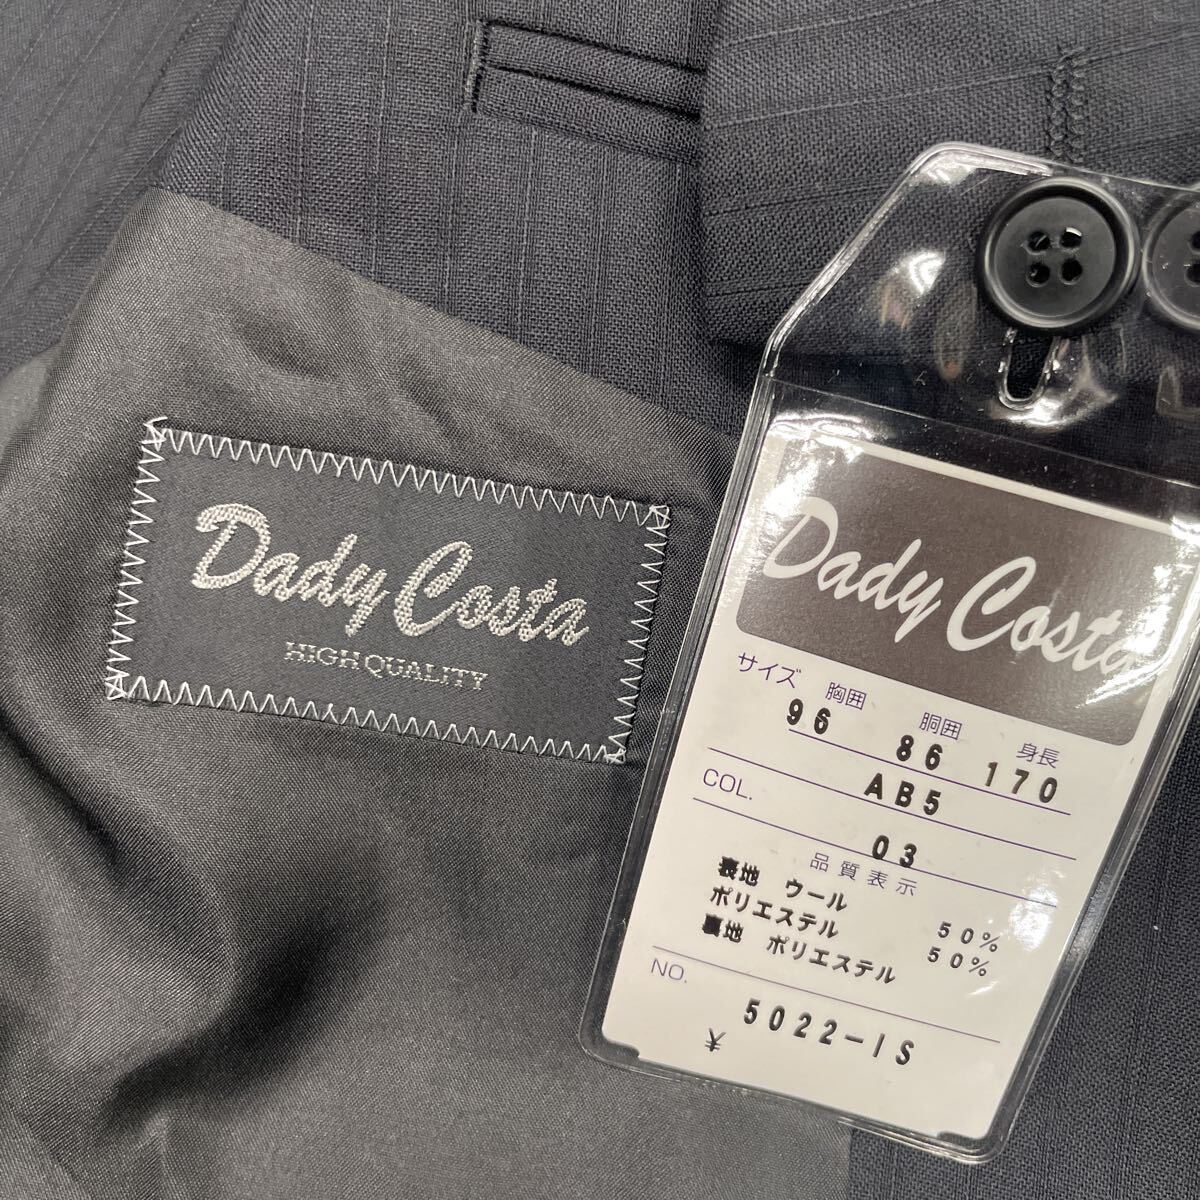 Dady Costa
HIGH QUALITY
Dady Costa
サイズ 胸囲 胴囲 身長
96 86 170
AB5
COL.
03
品質表示
表地 ウール 50%
ポリエステル 50%
裏地 ポリエステル
NO.
5022-1S
¥